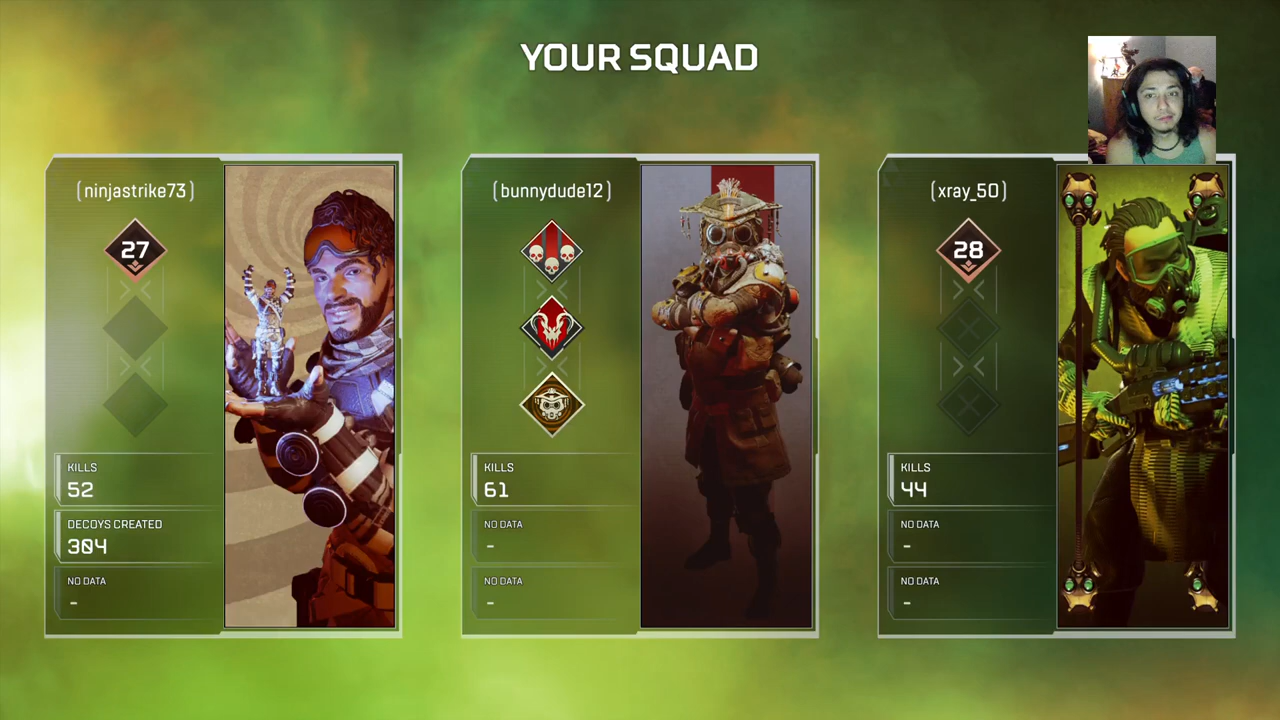 YOUR SQUAD
(ninjastrike73)
27
KILLS
52
DECOYS CREATED
304
NO DATA
-
(bunnydude12)
KILLS
61
NO DATA
-
NO DATA
-
(xray_50)
28
KILLS
44
NO DATA
-
NO DATA
-